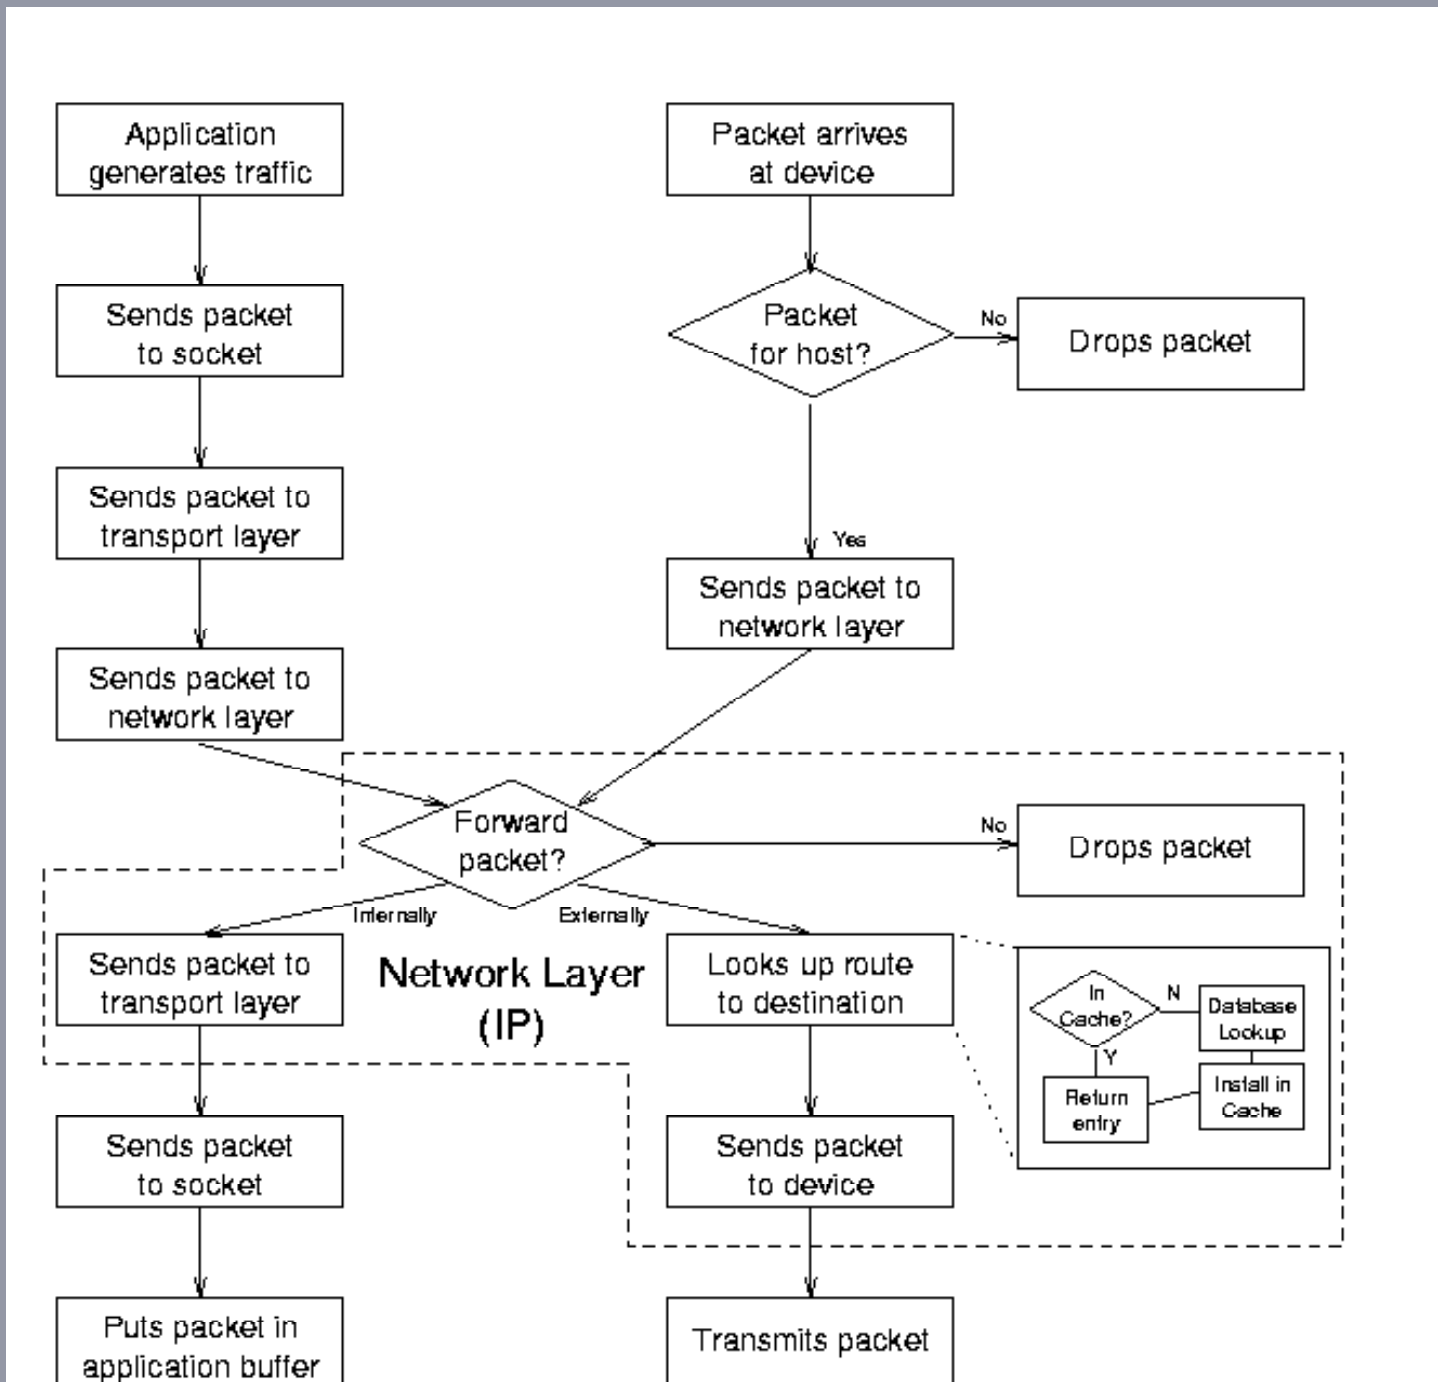 Application
generates traffic
Packet arrives
at device
Sends packet
to socket
Packet
for host?
No
Drops packet
Sends packet to
transport layer
Yes
Sends packet to
network layer
Sends packet to
network layer
Forward
packet?
No
Drops packet
Internally
Externally
Sends packet to
transport layer
Network Layer
(IP)
Looks up route
to destination
In
Cache?
N
Database
Lookup
Y
Return
entry
Install in
Cache
Sends packet
to socket
Sends packet
to device
Puts packet in
application buffer
Transmits packet